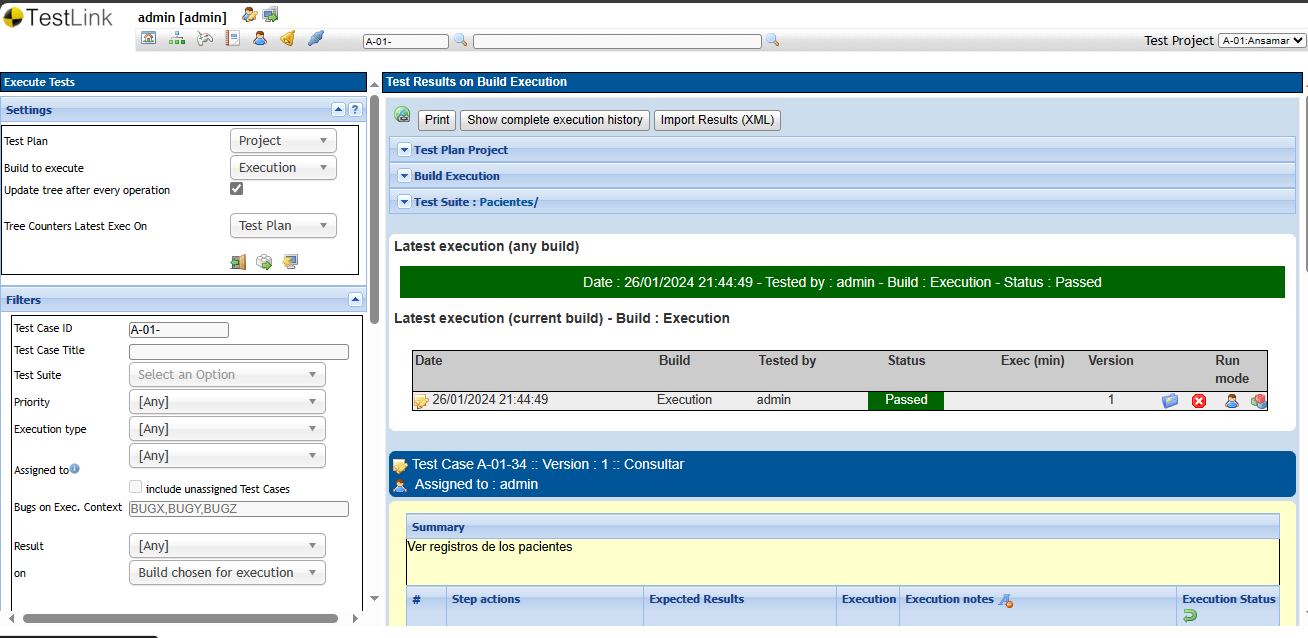 TestLink
admin [admin]
A-01-
Test Project A-01:Ansamar
Execute Tests
Settings
?
Test Plan Project
Build to execute Execution
Update tree after every operation
Tree Counters Latest Exec On Test Plan
Filters
Test Case ID A-01-
Test Case Title
Test Suite Select an Option
Priority [Any]
Execution type [Any]
[Any]
Assigned to
include unassigned Test Cases
Bugs on Exec. Context BUGX,BUGY,BUGZ
Result [Any]
on Build chosen for execution
Test Results on Build Execution
Print Show complete execution history Import Results (XML)
Test Plan Project
Build Execution
Test Suite : Pacientes/
Latest execution (any build)
Date : 26/01/2024 21:44:49 - Tested by : admin - Build : Execution - Status : Passed
Latest execution (current build) - Build : Execution
Date Build Tested by Status Exec (min) Version Run mode
26/01/2024 21:44:49 Execution admin Passed 1
Test Case A-01-34 :: Version : 1 :: Consultar
Assigned to : admin
Summary
Ver registros de los pacientes
# Step actions Expected Results Execution Execution notes Execution Status